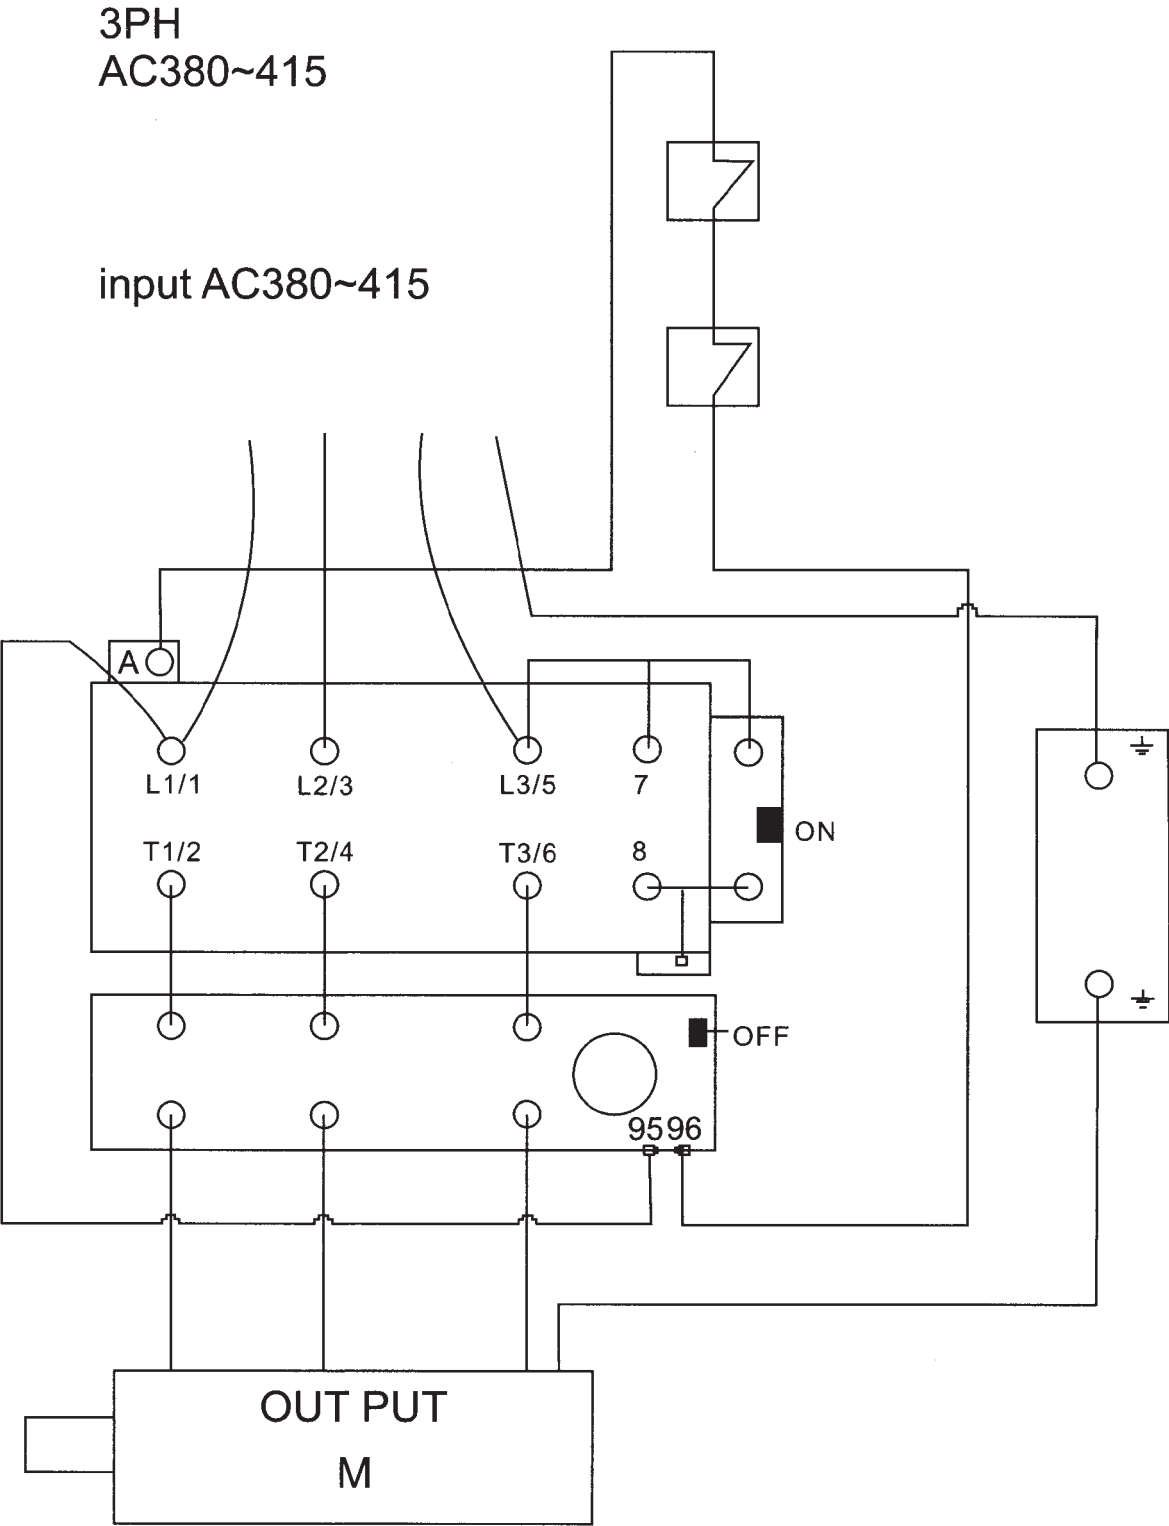 3PH
AC380~415
input AC380~415
A
L1/1 L2/3 L3/5 7
ON
T1/2 T2/4 T3/6 8
OFF
95 96
OUT PUT
M